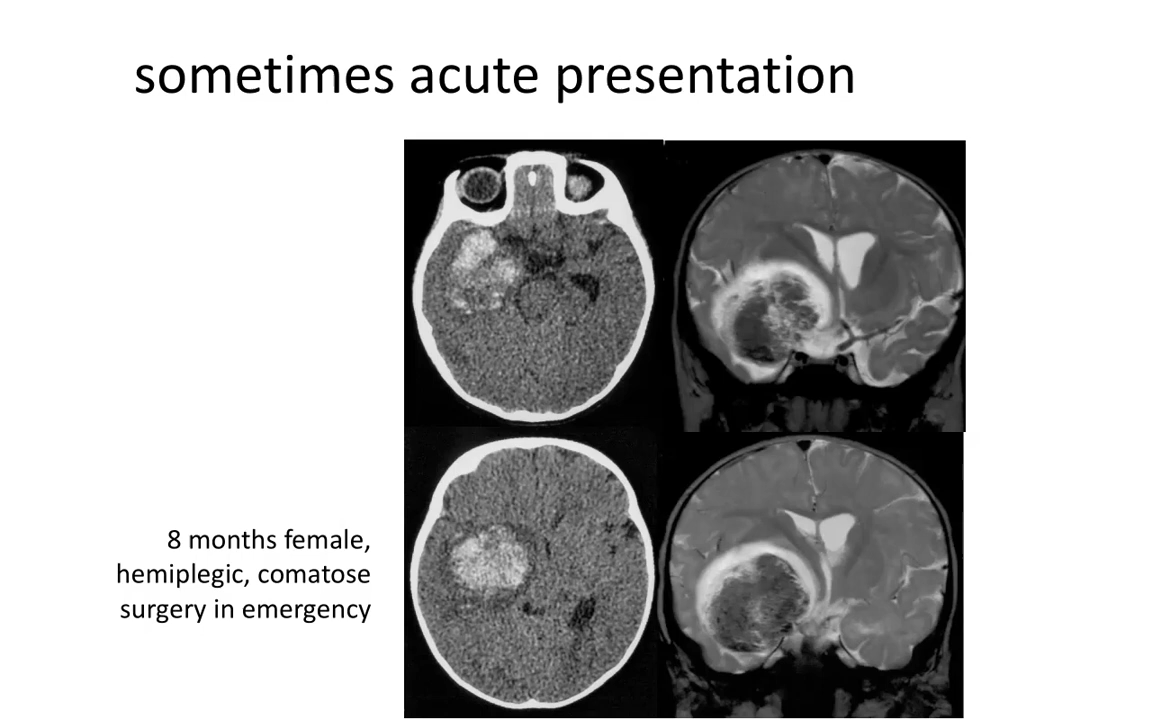 sometimes acute presentation
8 months female,
hemiplegic, comatose
surgery in emergency